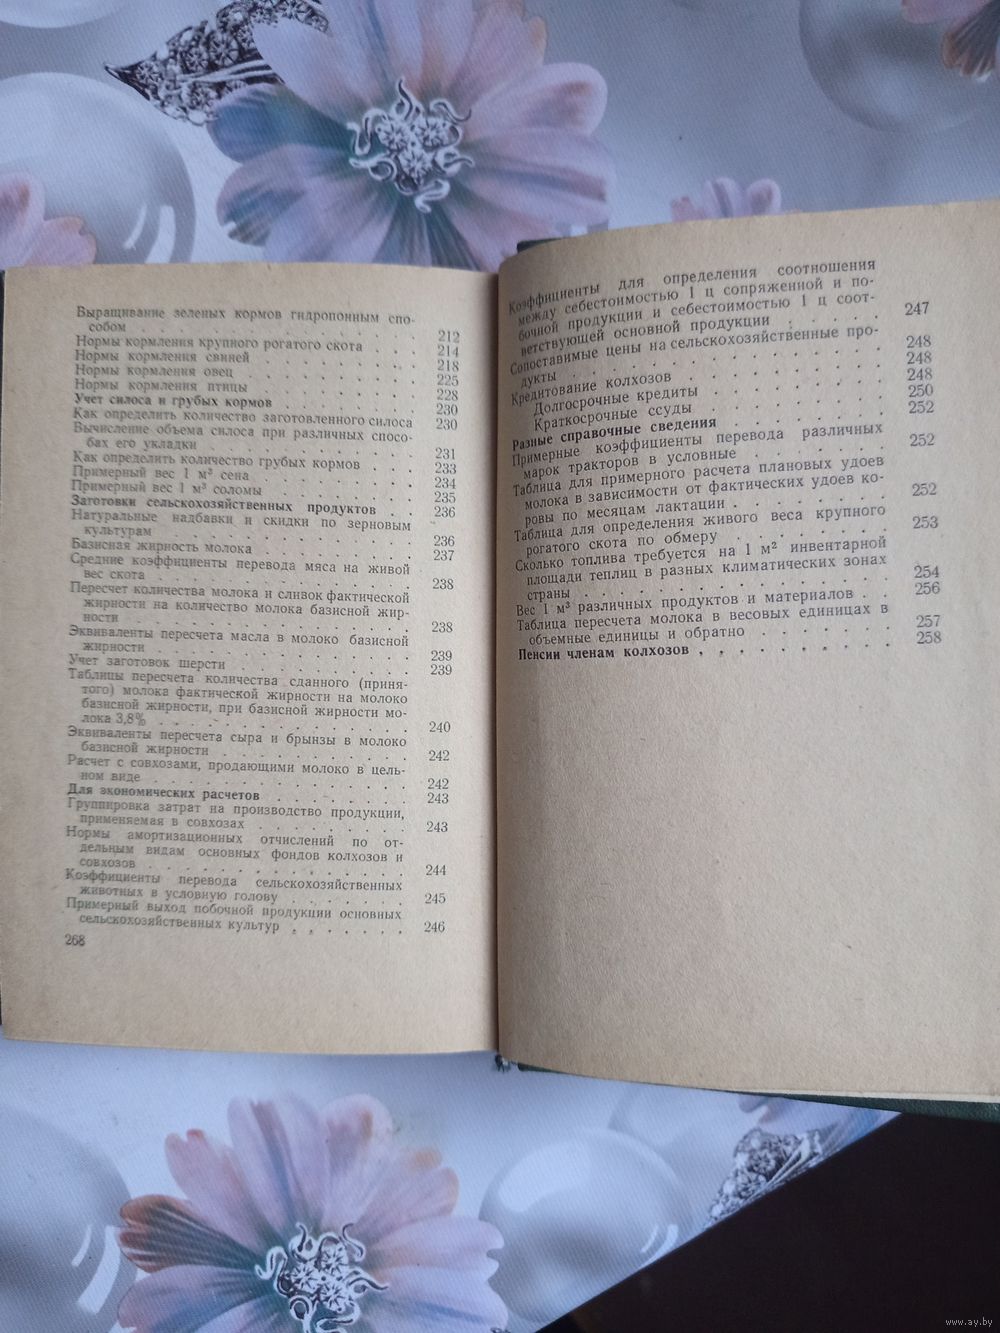 Выращивание зеленых кормов гидропонным спо-
собом . . . . . . . . . . . . 212
Нормы кормления крупного рогатого скота . . . 214
Нормы кормления свиней . . . . . . . . 218
Нормы кормления овец . . . . . . . . . 225
Нормы кормления птицы . . . . . . . . 228
Учет силоса и грубых кормов . . . . . . . 230
Как определить количество заготовленного силоса 230
Вычисление объема силоса при различных спосо-
бах его укладки . . . . . . . . . . 231
Как определить количество грубых кормов . . . 233
Примерный вес 1 м³ сена . . . . . . . . 234
Примерный вес 1 м³ соломы . . . . . . . 235
Заготовки сельскохозяйственных продуктов . . 236
Натуральные надбавки и скидки по зерновым
культурам . . . . . . . . . . . . 236
Базисная жирность молока . . . . . . . . 237
Средние коэффициенты перевода мяса на живой
вес скота . . . . . . . . . . . . 238
Пересчет количества молока и сливок фактической
жирности на количество молока базисной жир-
ности . . . . . . . . . . . . . 238
Эквиваленты пересчета масла в молоко базисной
жирности . . . . . . . . . . . . 239
Учет заготовок шерсти . . . . . . . . . 239
Таблицы пересчета количества сданного (приня-
того) молока фактической жирности на молоко
базисной жирности, при базисной жирности мо-
лока 3,8% . . . . . . . . . . . . 240
Эквиваленты пересчета сыра и брынзы в молоко
базисной жирности . . . . . . . . . 242
Расчет с совхозами, продающими молоко в цель-
ном виде . . . . . . . . . . . . 242
Для экономических расчетов . . . . . . . 243
Группировка затрат на производство продукции,
применяемая в совхозах . . . . . . . . 243
Нормы амортизационных отчислений по от-
дельным видам основных фондов колхозов и
совхозов . . . . . . . . . . . . 244
Коэффициенты перевода сельскохозяйственных
животных в условную голову . . . . . . 245
Примерный выход побочной продукции основных
сельскохозяйственных культур . . . . . . 246
268
Коэффициенты для определения соотношения
между себестоимостью 1 ц сопряженной и по-
бочной продукции и себестоимостью 1 ц соот-
ветствующей основной продукции . . . . . 247
Сопоставимые цены на сельскохозяйственные про-
дукты . . . . . . . . . . . . . 248
Кредитование колхозов . . . . . . . . . 248
Долгосрочные кредиты . . . . . . . . 248
Краткосрочные ссуды . . . . . . . . 250
Разные справочные сведения . . . . . . . 252
Примерные коэффициенты перевода различных
марок тракторов в условные . . . . . . 252
Таблица для примерного расчета плановых удоев
молока в зависимости от фактических удоев ко-
ровы по месяцам лактации . . . . . . . 252
Таблица для определения живого веса крупного
рогатого скота по обмеру . . . . . . . 253
Сколько топлива требуется на 1 м² инвентарной
площади теплиц в разных климатических зонах
страны . . . . . . . . . . . . . 254
Вес 1 м³ различных продуктов и материалов . . 256
Таблица пересчета молока в весовых единицах в
объемные единицы и обратно . . . . . . 257
Пенсии членам колхозов . . . . . . . . . 258
www.ay.by